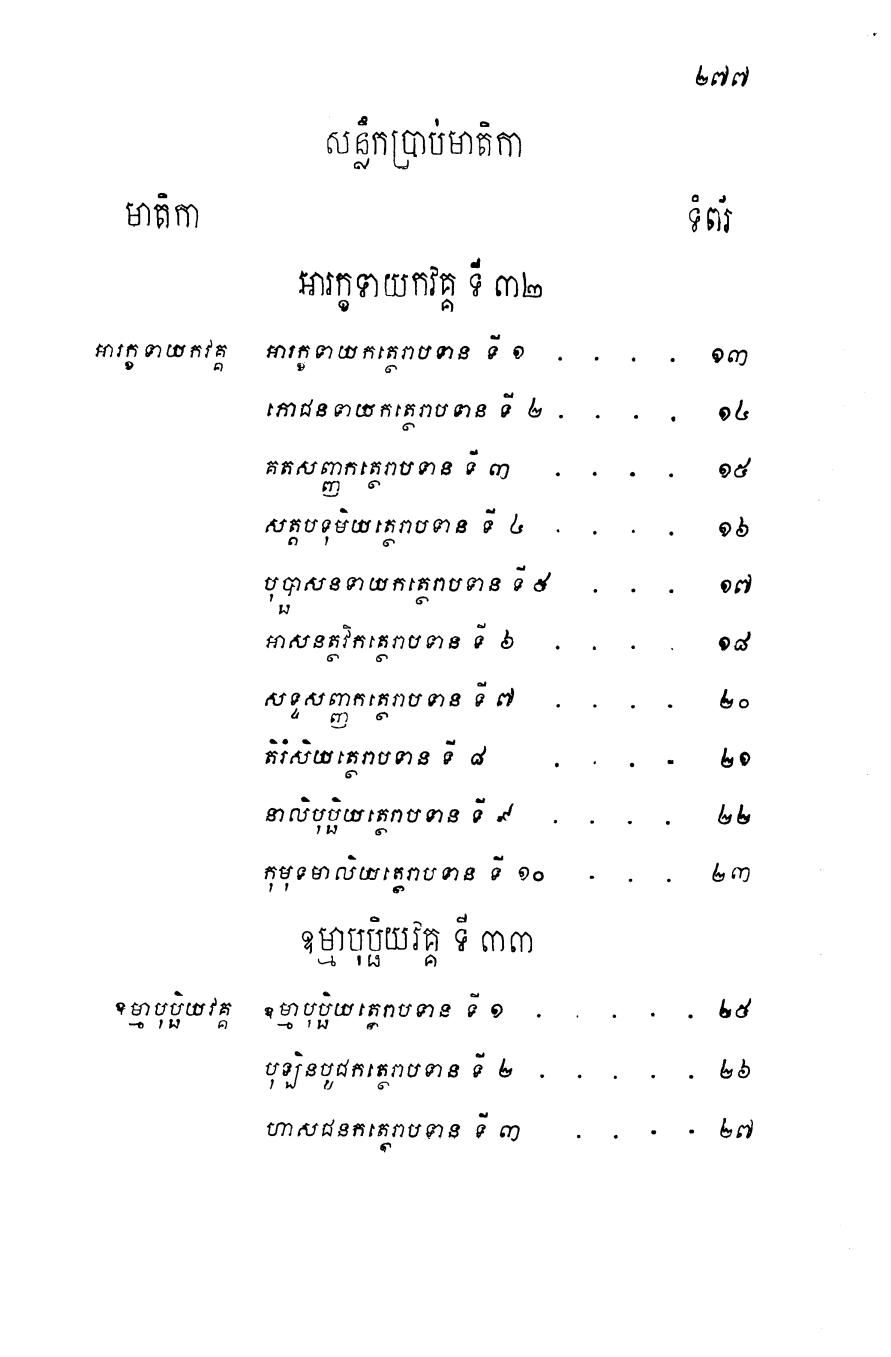 ២៧៧
សន្លឹកប្រាប់មាតិកា
មាតិកា ទំព័រ
អារក្ខទាយកវគ្គ ទី ៣២
អារក្ខទាយកវគ្គ អារក្ខទាយកត្ថេរាបទាន ទី ១ . . . . ១៣
ភោជនទាយកត្ថេរាបទាន ទី ២ . . . . ១៤
គតសញ្ញកត្ថេរាបទាន ទី ៣ . . . . ១៥
សត្តបទុមិយត្ថេរាបទាន ទី ៤ . . . . ១៦
បុប្ផាសនទាយកត្ថេរាបទាន ទី ៥ . . . ១៧
អាសនត្ថវិកត្ថេរាបទាន ទី ៦ . . . . ១៨
សទ្ទសញ្ញកត្ថេរាបទាន ទី ៧ . . . . ២០
តិរំសិយត្ថេរាបទាន ទី ៨ . . . . ២១
នាលិបុប្ផិយត្ថេរាបទាន ទី ៩ . . . . ២២
កុមុទមាលិយត្ថេរាបទាន ទី ១០ . . . ២៣
ឧម្មាបុប្ផិយវគ្គ ទី ៣៣
ឧម្មាបុប្ផិយវគ្គ ឧម្មាបុប្ផិយត្ថេរាបទាន ទី ១ . . . . . ២៥
បុឡិនបូជកត្ថេរាបទាន ទី ២ . . . . . ២៦
ហាសជនកត្ថេរាបទាន ទី ៣ . . . . ២៧